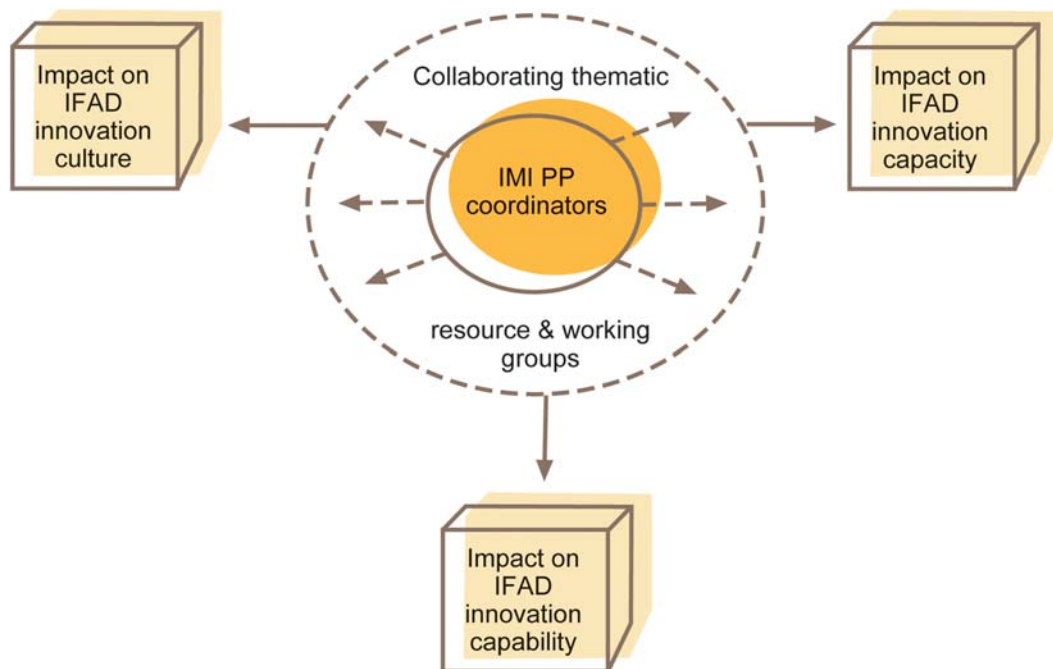 Impact on
IFAD
innovation
culture
Collaborating thematic
IMI PP
coordinators
resource & working
groups
Impact on
IFAD
innovation
capacity
Impact on
IFAD
innovation
capability